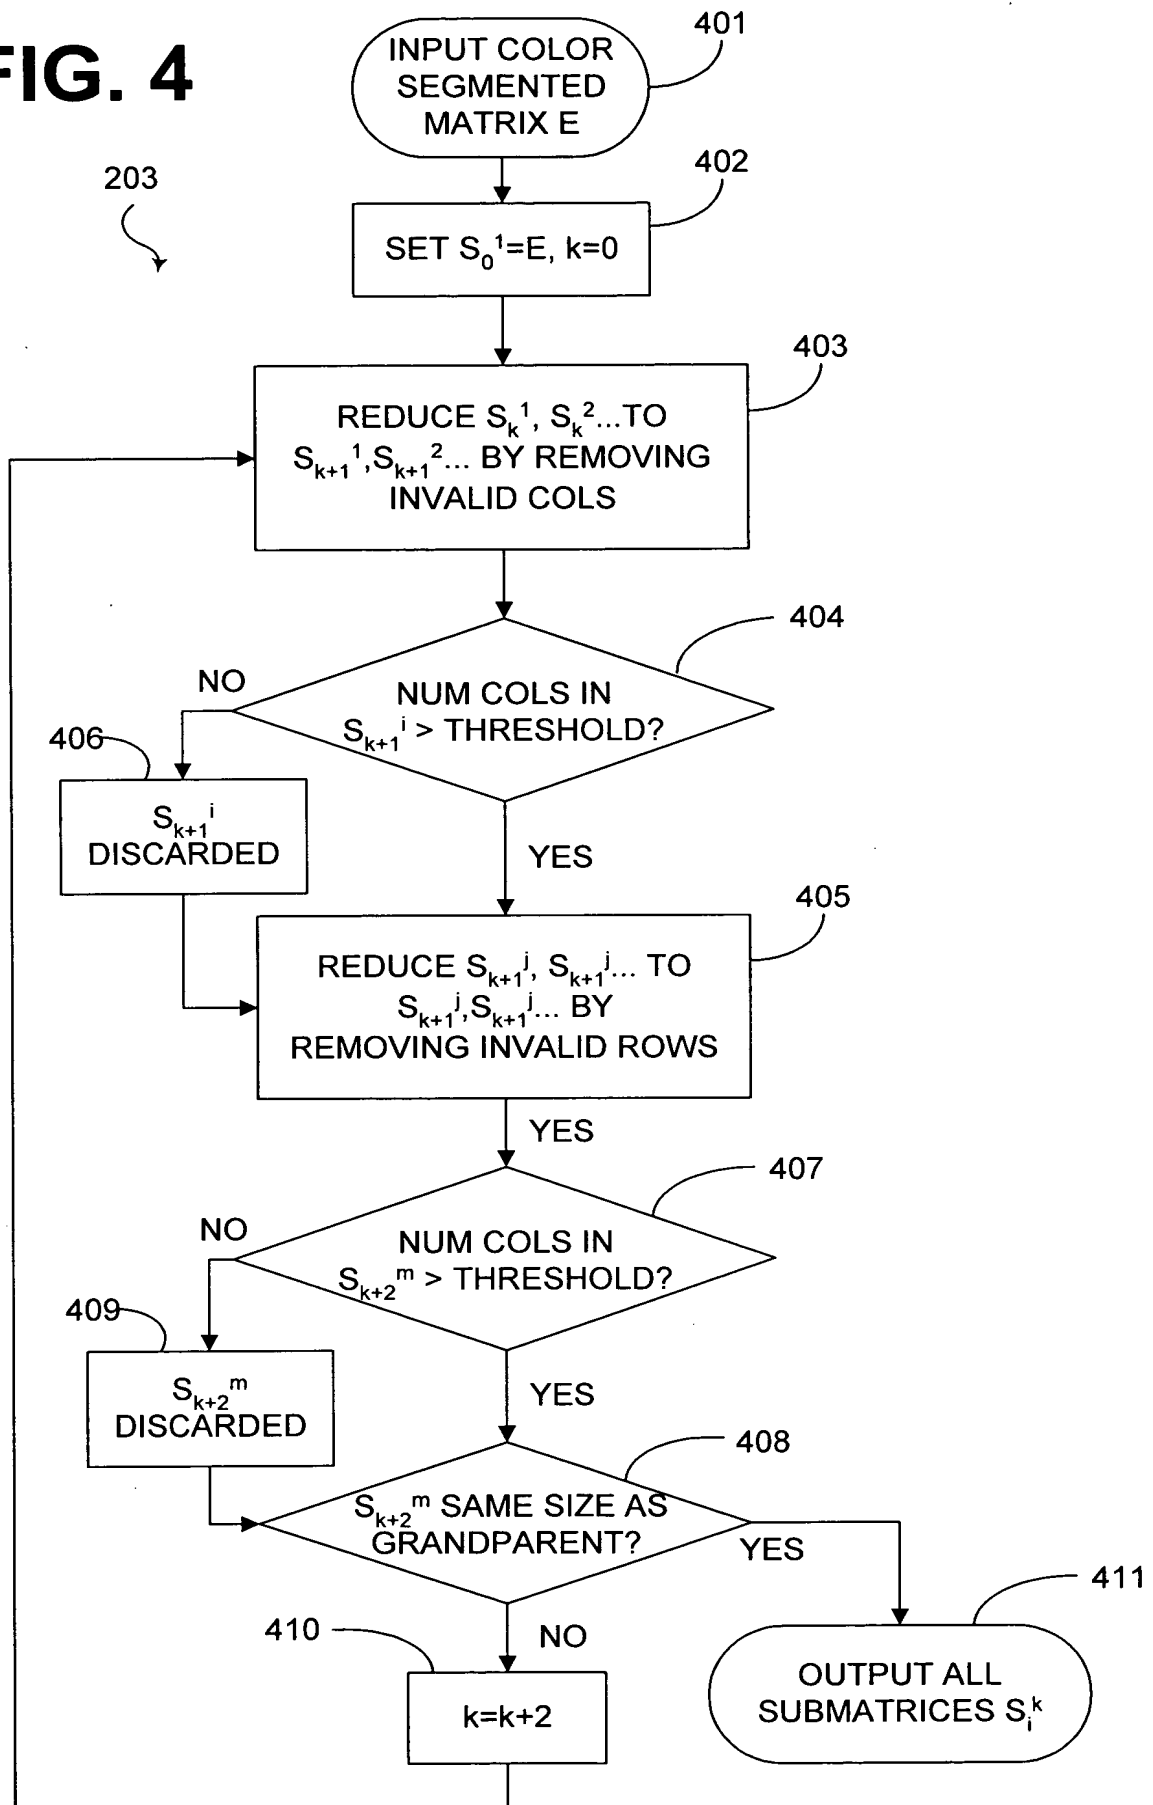 FIG. 4
401
INPUT COLOR
SEGMENTED
MATRIX E
203
402
SET S₀¹=E, k=0
403
REDUCE Sₖ¹, Sₖ²...TO
Sₖ₊₁¹,Sₖ₊₁²... BY REMOVING
INVALID COLS
404
NO
NUM COLS IN
Sₖ₊₁ⁱ > THRESHOLD?
406
Sₖ₊₁ⁱ
DISCARDED
YES
405
REDUCE Sₖ₊₁ʲ, Sₖ₊₁ʲ... TO
Sₖ₊₁ʲ,Sₖ₊₁ʲ... BY
REMOVING INVALID ROWS
YES
407
NO
NUM COLS IN
Sₖ₊₂ᵐ > THRESHOLD?
409
Sₖ₊₂ᵐ
DISCARDED
YES
408
Sₖ₊₂ᵐ SAME SIZE AS
GRANDPARENT?
YES
411
410
NO
k=k+2
OUTPUT ALL
SUBMATRICES Sᵢᵏ